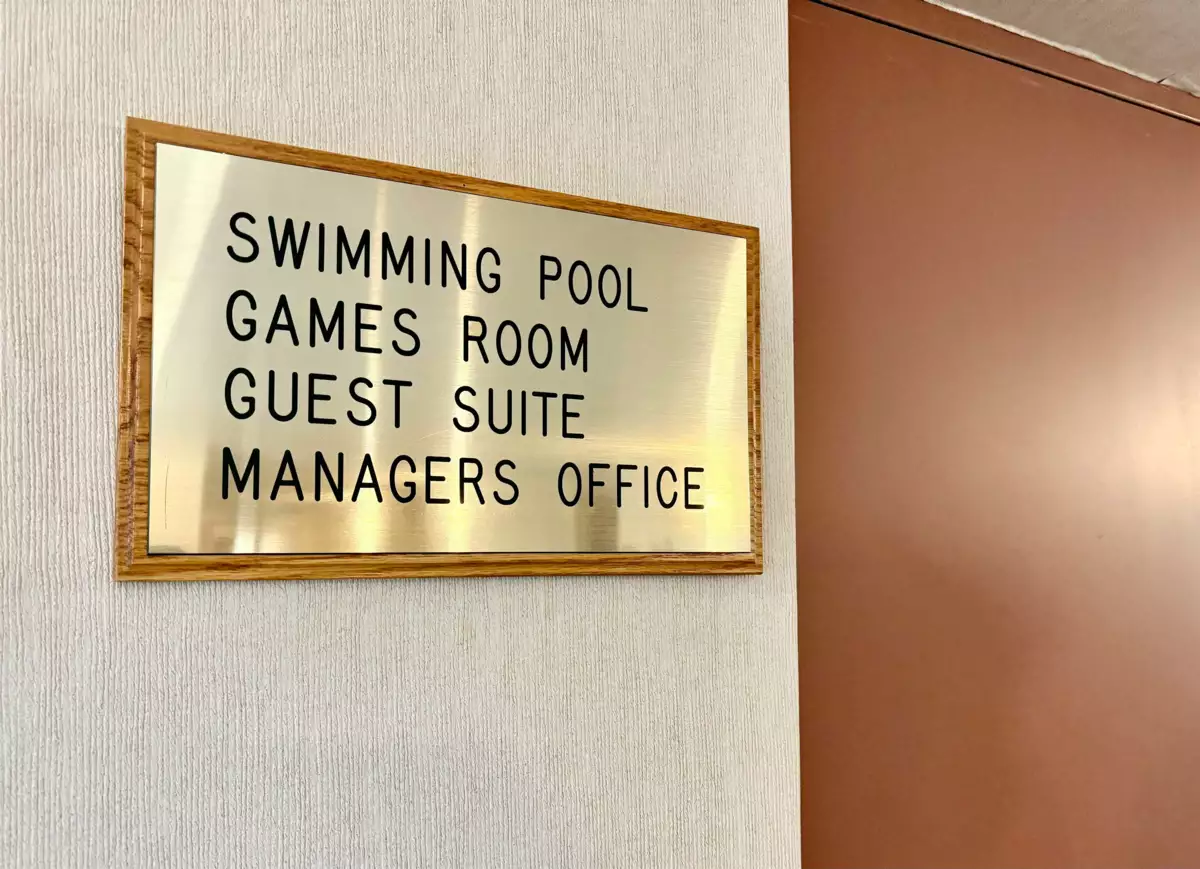 SWIMMING POOL
GAMES ROOM
GUEST SUITE
MANAGERS OFFICE